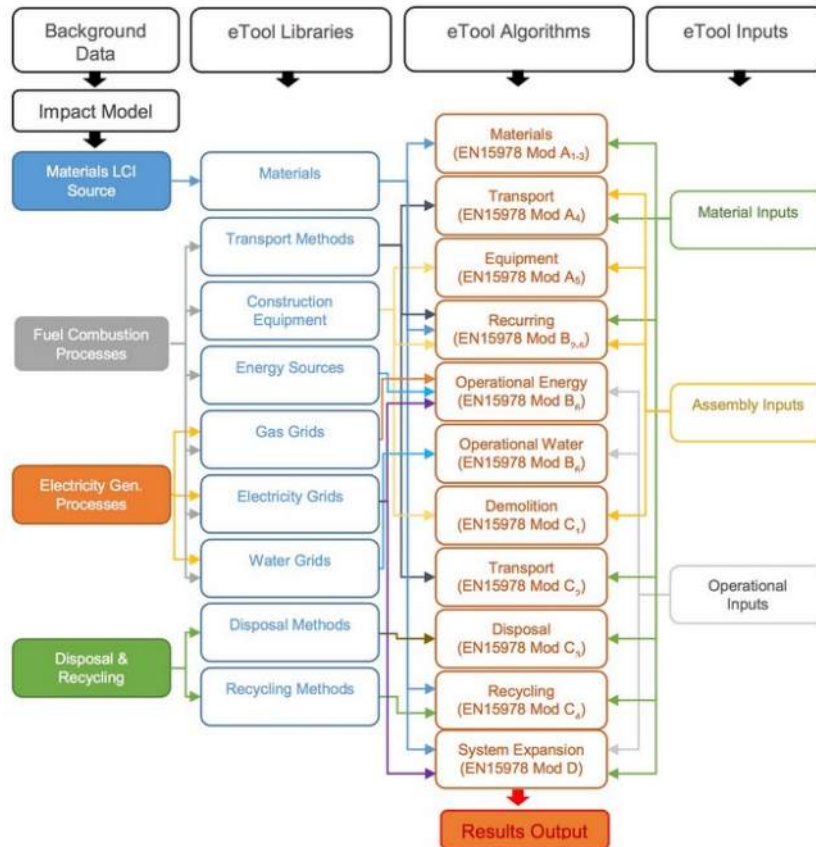 Background
Data
eTool Libraries
eTool Algorithms
eTool Inputs
Impact Model
Materials LCI
Source
Fuel Combustion
Processes
Electricity Gen.
Processes
Disposal &
Recycling
Materials
Transport Methods
Construction
Equipment
Energy Sources
Gas Grids
Electricity Grids
Water Grids
Disposal Methods
Recycling Methods
Materials
(EN15978 Mod A₁₋₃)
Transport
(EN15978 Mod A₄)
Equipment
(EN15978 Mod A₅)
Recurring
(EN15978 Mod B₂₋₅)
Operational Energy
(EN15978 Mod B₆)
Operational Water
(EN15978 Mod B₆)
Demolition
(EN15978 Mod C₁)
Transport
(EN15978 Mod C₂)
Disposal
(EN15978 Mod C₃)
Recycling
(EN15978 Mod C₄)
System Expansion
(EN15978 Mod D)
Results Output
Material Inputs
Assembly Inputs
Operational
Inputs